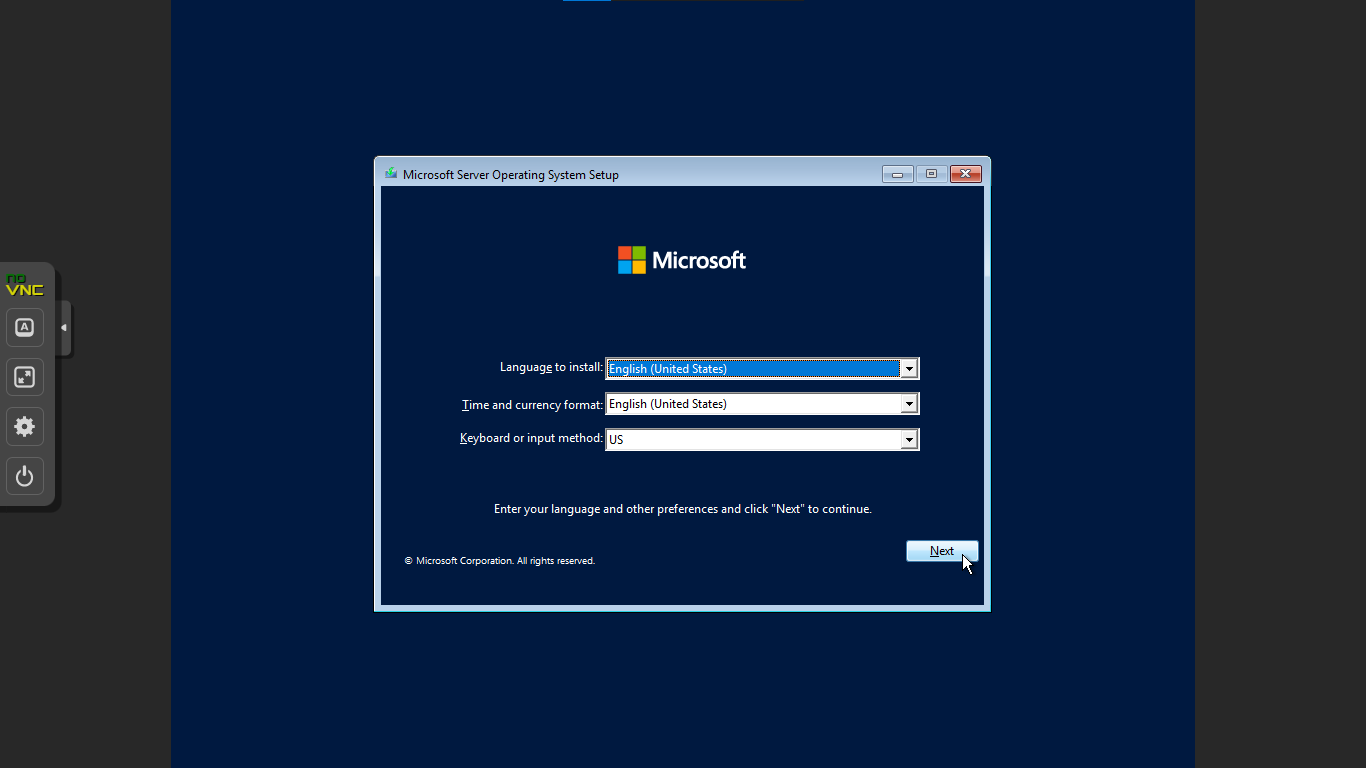 Microsoft Server Operating System Setup
Microsoft
no
VNC
A
Language to install: English (United States)
Time and currency format: English (United States)
Keyboard or input method: US
Enter your language and other preferences and click "Next" to continue.
Next
© Microsoft Corporation. All rights reserved.